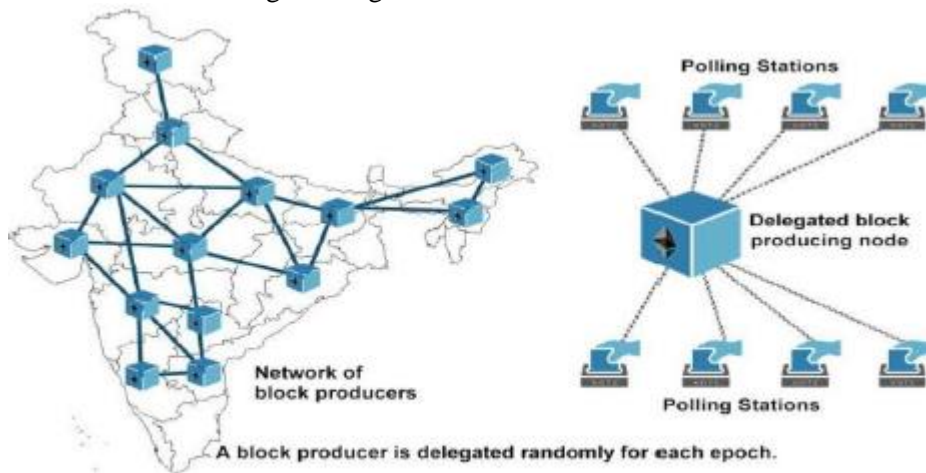 Polling Stations
Delegated block
producing node
Network of
block producers
Polling Stations
A block producer is delegated randomly for each epoch.